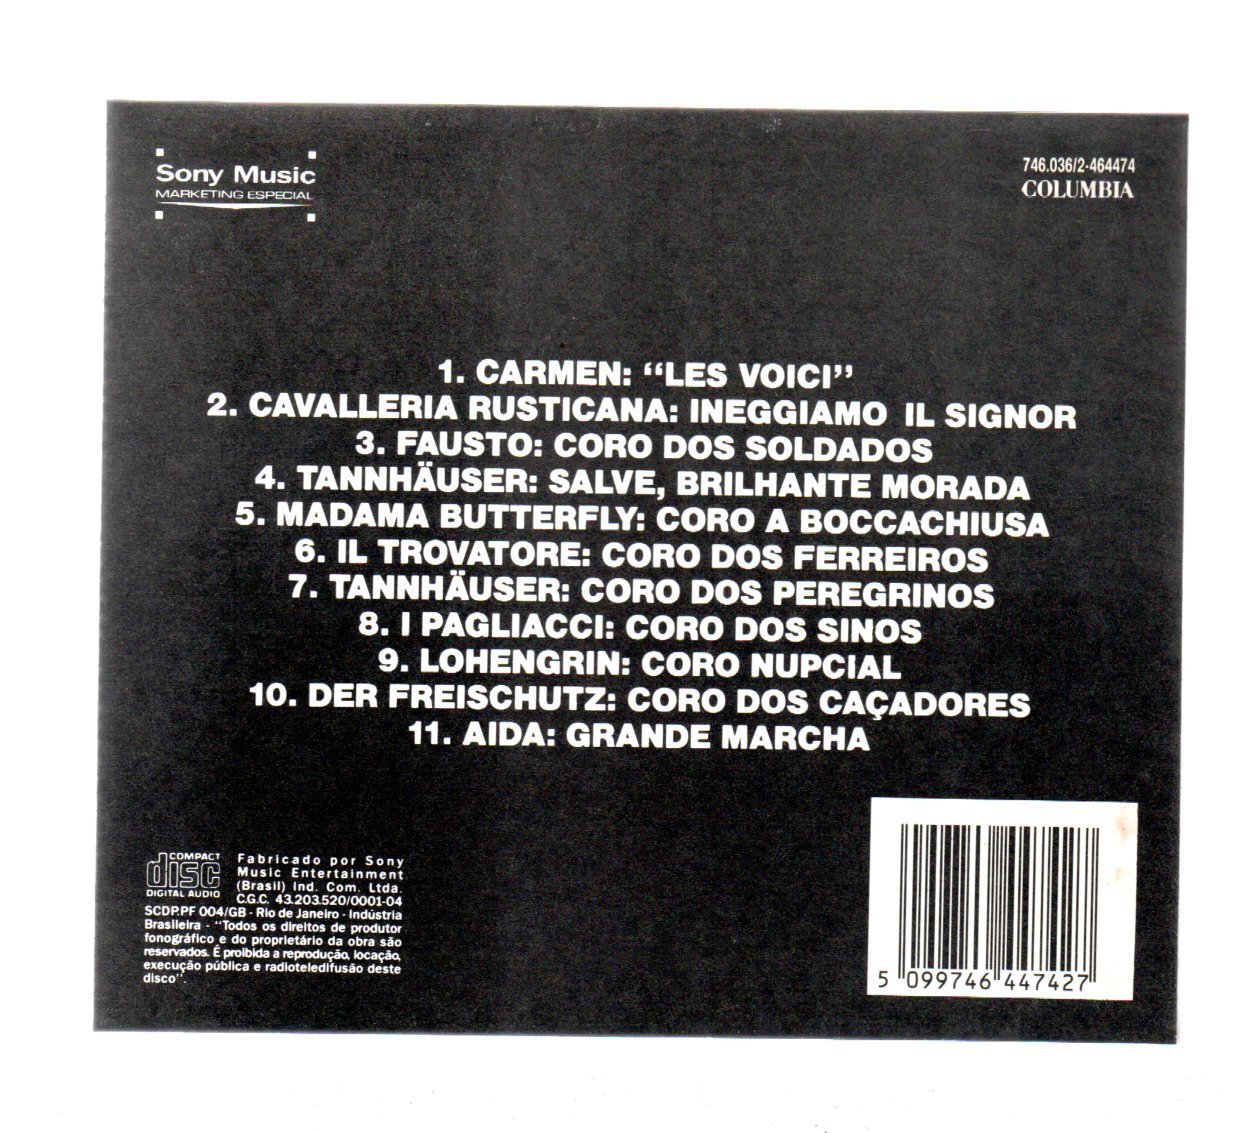 Sony Music
MARKETING ESPECIAL
746.036/2-464474
COLUMBIA
1. CARMEN: “LES VOICI”
2. CAVALLERIA RUSTICANA: INEGGIAMO IL SIGNOR
3. FAUSTO: CORO DOS SOLDADOS
4. TANNHÄUSER: SALVE, BRILHANTE MORADA
5. MADAMA BUTTERFLY: CORO A BOCCACHIUSA
6. IL TROVATORE: CORO DOS FERREIROS
7. TANNHÄUSER: CORO DOS PEREGRINOS
8. I PAGLIACCI: CORO DOS SINOS
9. LOHENGRIN: CORO NUPCIAL
10. DER FREISCHUTZ: CORO DOS CAÇADORES
11. AIDA: GRANDE MARCHA
COMPACT
disc
DIGITAL AUDIO
Fabricado por Sony
Music Entertainment
(Brasil) Ind. Com. Ltda.
C.G.C. 43.203.520/0001-04
SCDP.PF 004/GB - Rio de Janeiro - Indústria
Brasileira - “Todos os direitos de produtor
fonográfico e do proprietário da obra são
reservados. É proibida a reprodução, locação,
execução pública e radioteledifusão deste
disco”.
5 099746 447427